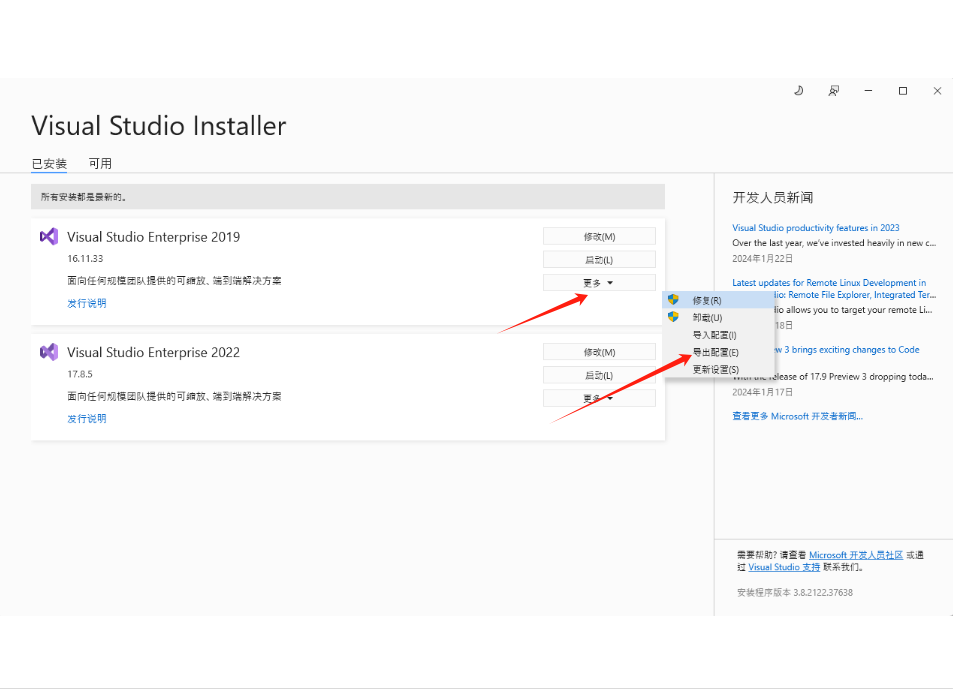 Visual Studio Installer
已安装 可用
所有安装都是最新的。
Visual Studio Enterprise 2019
16.11.33
面向任何规模团队提供的可缩放、端到端解决方案
发行说明
修改(M)
启动(L)
更多
修复(R)
卸载(U)
导入配置(I)
导出配置(E)
更新设置(S)
Visual Studio Enterprise 2022
17.8.5
面向任何规模团队提供的可缩放、端到端解决方案
发行说明
修改(M)
启动(L)
更多
开发人员新闻
Visual Studio productivity features in 2023
Over the last year, we've invested heavily in new c...
2024年1月22日
Latest updates for Remote Linux Development in
: Remote File Explorer, Integrated Ter...
allows you to target your remote Li...
18日
3 brings exciting changes to Code
With the release of 17.9 Preview 3 dropping toda...
2024年1月17日
查看更多 Microsoft 开发者新闻...
需要帮助? 请查看 Microsoft 开发人员社区 或通
过 Visual Studio 支持 联系我们。
安装程序版本 3.8.2122.37638